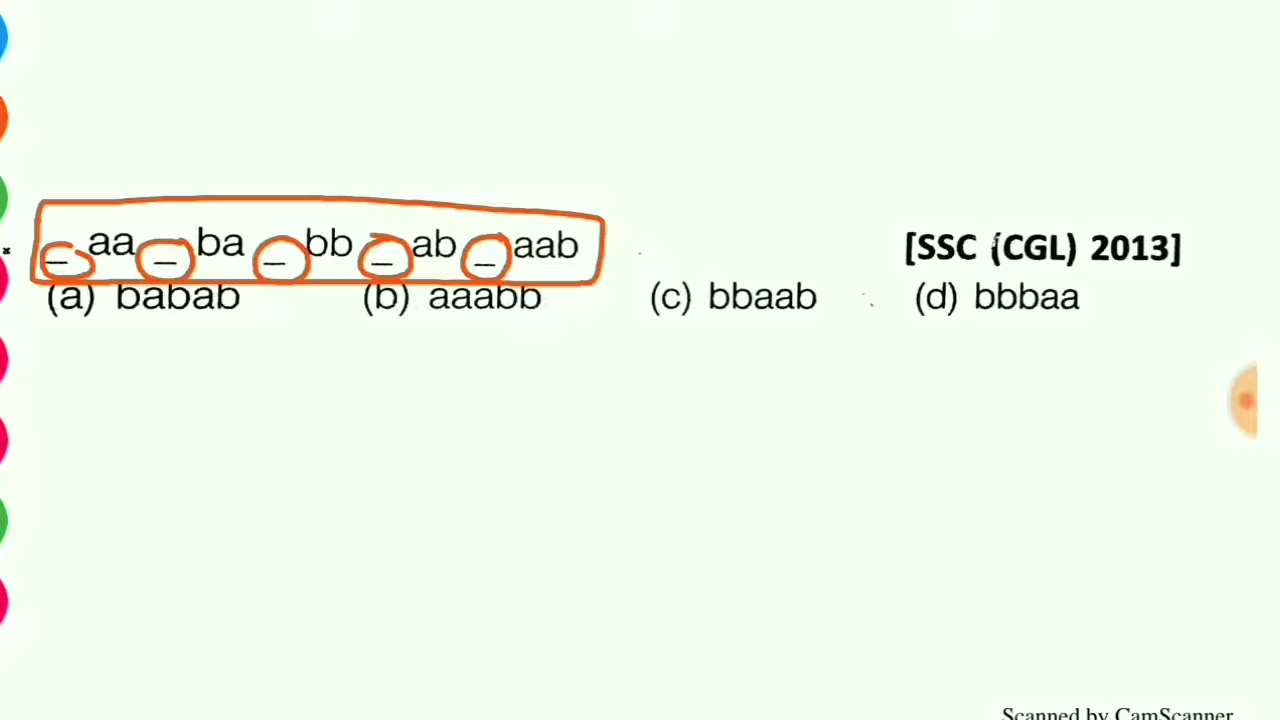 _ aa _ ba _ bb _ ab _ aab [SSC (CGL) 2013]
(a) babab (b) aaabb (c) bbaab (d) bbbaa
Scanned by CamScanner